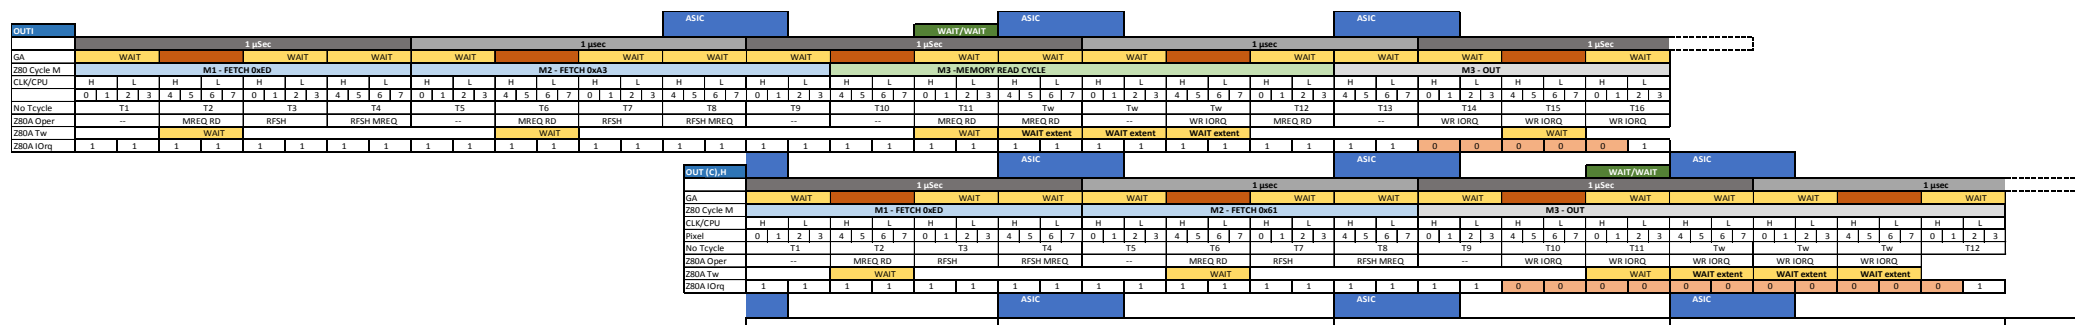 ASIC ASIC ASIC
OUTI WAIT/WAIT
1 µSec 1 µsec 1 µSec 1 µsec 1 µSec
GA WAIT WAIT WAIT WAIT WAIT WAIT WAIT WAIT WAIT WAIT WAIT WAIT WAIT WAIT
Z80 Cycle M M1 - FETCH 0xED M2 - FETCH 0xA3 M3 -MEMORY READ CYCLE M3 - OUT
CLK/CPU H L H L H L H L H L H L H L H L H L H L H L H L H L H L H L H L H L H L H L
0 1 2 3 4 5 6 7 0 1 2 3 4 5 6 7 0 1 2 3 4 5 6 7 0 1 2 3 4 5 6 7 0 1 2 3 4 5 6 7 0 1 2 3 4 5 6 7 0 1 2 3 4 5 6 7 0 1 2 3 4 5 6 7 0 1 2 3 4 5 6 7 0 1 2 3
No Tcycle T1 T2 T3 T4 T5 T6 T7 T8 T9 T10 T11 Tw Tw Tw T12 T13 T14 T15 T16
Z80A Oper -- MREQ RD RFSH RFSH MREQ -- MREQ RD RFSH RFSH MREQ -- -- MREQ RD MREQ RD WR IORQ MREQ RD -- WR IORQ WR IORQ WR IORQ
Z80A Tw WAIT WAIT WAIT WAIT extent WAIT extent WAIT extent WAIT
Z80A IOrq 1 1 1 1 1 1 1 1 1 1 1 1 1 1 1 1 1 1 1 1 1 1 1 1 1 1 1 1 1 1 1 1 0 0 0 0 0 1
ASIC ASIC ASIC
OUT (C),H WAIT/WAIT
1 µSec 1 µsec 1 µSec 1 µsec
GA WAIT WAIT WAIT WAIT WAIT WAIT WAIT WAIT WAIT WAIT WAIT
Z80 Cycle M M1 - FETCH 0xED M2 - FETCH 0x61 M3 - OUT
CLK/CPU H L H L H L H L H L H L H L H L H L H L H L H L H L H L H L
Pixel 0 1 2 3 4 5 6 7 0 1 2 3 4 5 6 7 0 1 2 3 4 5 6 7 0 1 2 3 4 5 6 7 0 1 2 3 4 5 6 7 0 1 2 3 4 5 6 7 0 1 2 3 4 5 6 7 0 1 2 3
No Tcycle T1 T2 T3 T4 T5 T6 T7 T8 T9 T10 T11 Tw Tw Tw T12
Z80A Oper -- MREQ RD RFSH RFSH MREQ -- MREQ RD RFSH RFSH MREQ -- WR IORQ WR IORQ WR IORQ WR IORQ WR IORQ
Z80A Tw WAIT WAIT WAIT WAIT extent WAIT extent WAIT extent
Z80A IOrq 1 1 1 1 1 1 1 1 1 1 1 1 1 1 1 1 1 1 0 0 0 0 0 0 0 0 0 0 0 1
ASIC ASIC ASIC